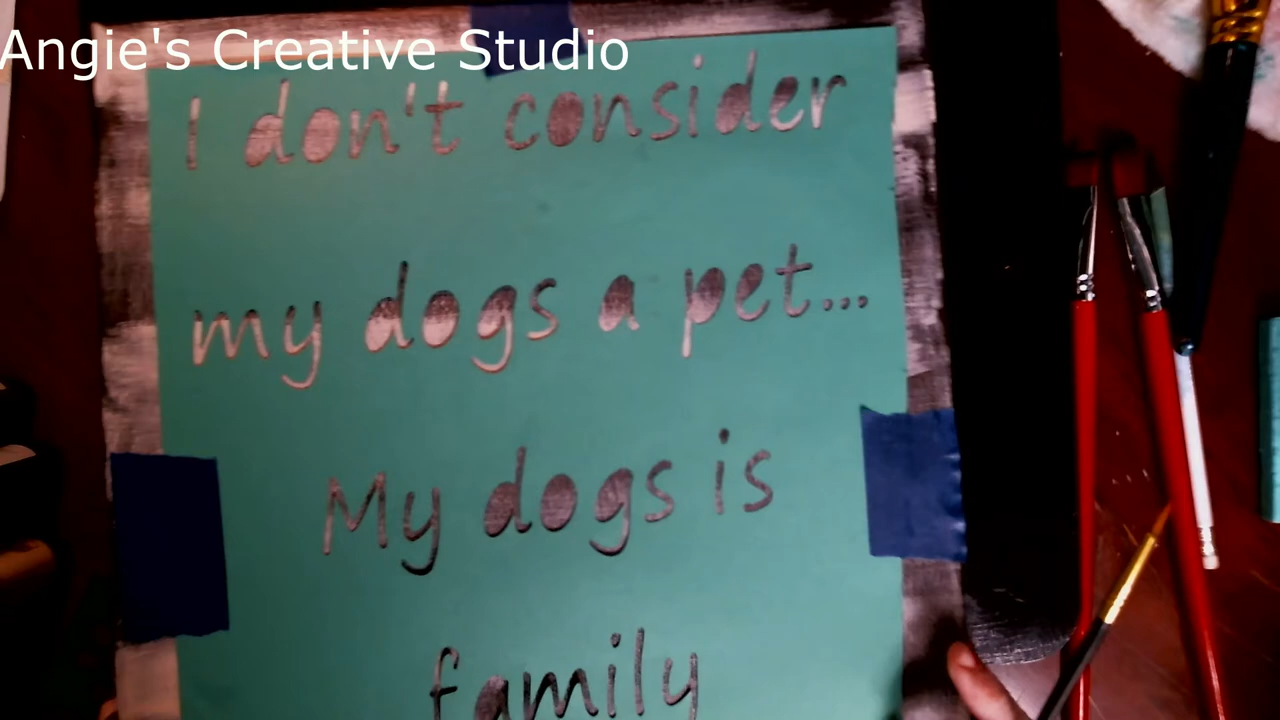 Angie's Creative Studio
I don't consider
my dogs a pet...
My dogs is
family